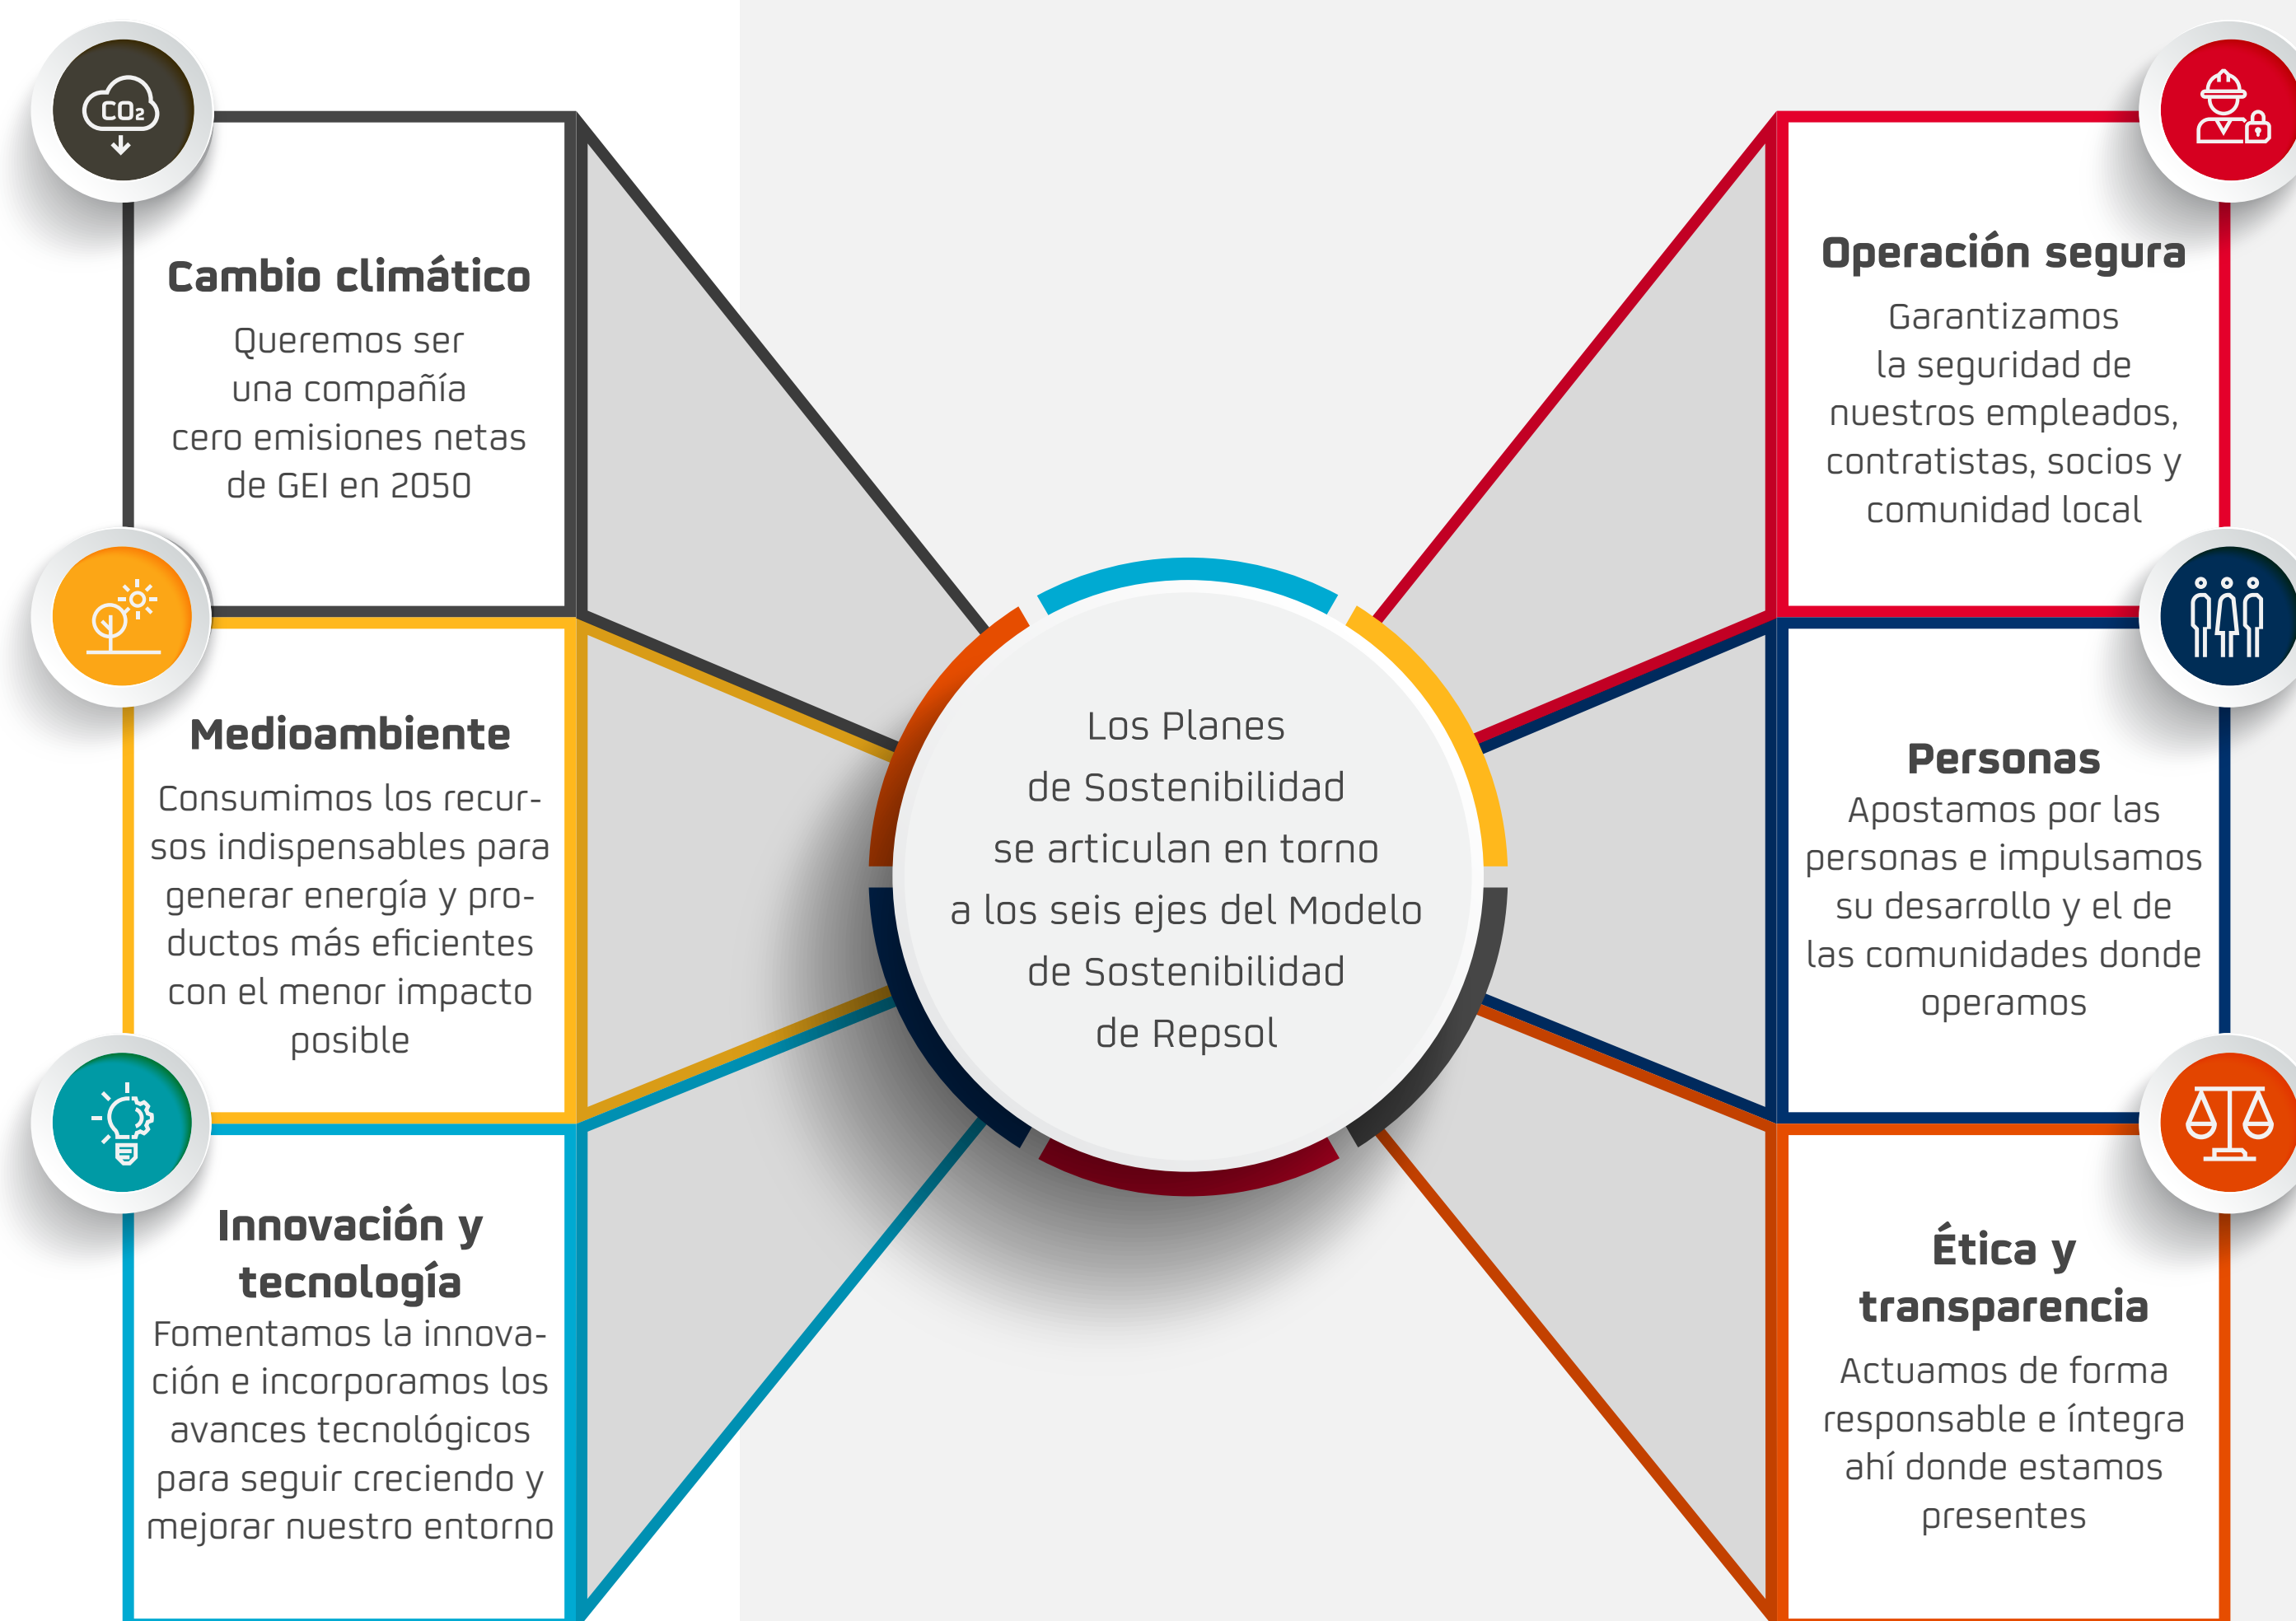 CO₂
Cambio climático
Queremos ser
una compañía
cero emisiones netas
de GEI en 2050
Medioambiente
Consumimos los recur-
sos indispensables para
generar energía y pro-
ductos más eficientes
con el menor impacto
posible
Innovación y
tecnología
Fomentamos la innova-
ción e incorporamos los
avances tecnológicos
para seguir creciendo y
mejorar nuestro entorno
Los Planes
de Sostenibilidad
se articulan en torno
a los seis ejes del Modelo
de Sostenibilidad
de Repsol
Operación segura
Garantizamos
la seguridad de
nuestros empleados,
contratistas, socios y
comunidad local
Personas
Apostamos por las
personas e impulsamos
su desarrollo y el de
las comunidades donde
operamos
Ética y
transparencia
Actuamos de forma
responsable e íntegra
ahí donde estamos
presentes